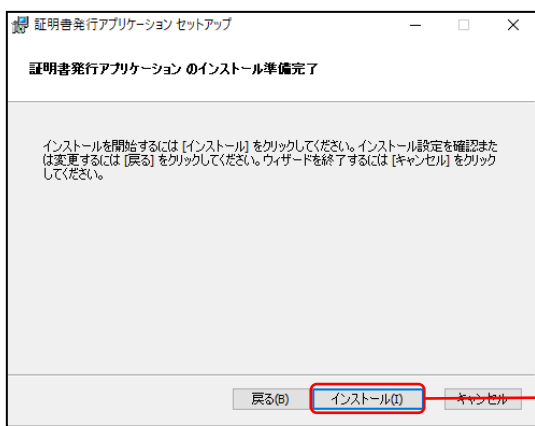 証明書発行アプリケーション セットアップ
証明書発行アプリケーション のインストール準備完了
インストールを開始するには [インストール] をクリックしてください。インストール設定を確認また
は変更するには [戻る] をクリックしてください。ウィザードを終了するには [キャンセル] をクリック
してください。
戻る(B)
インストール(I)
キャンセル